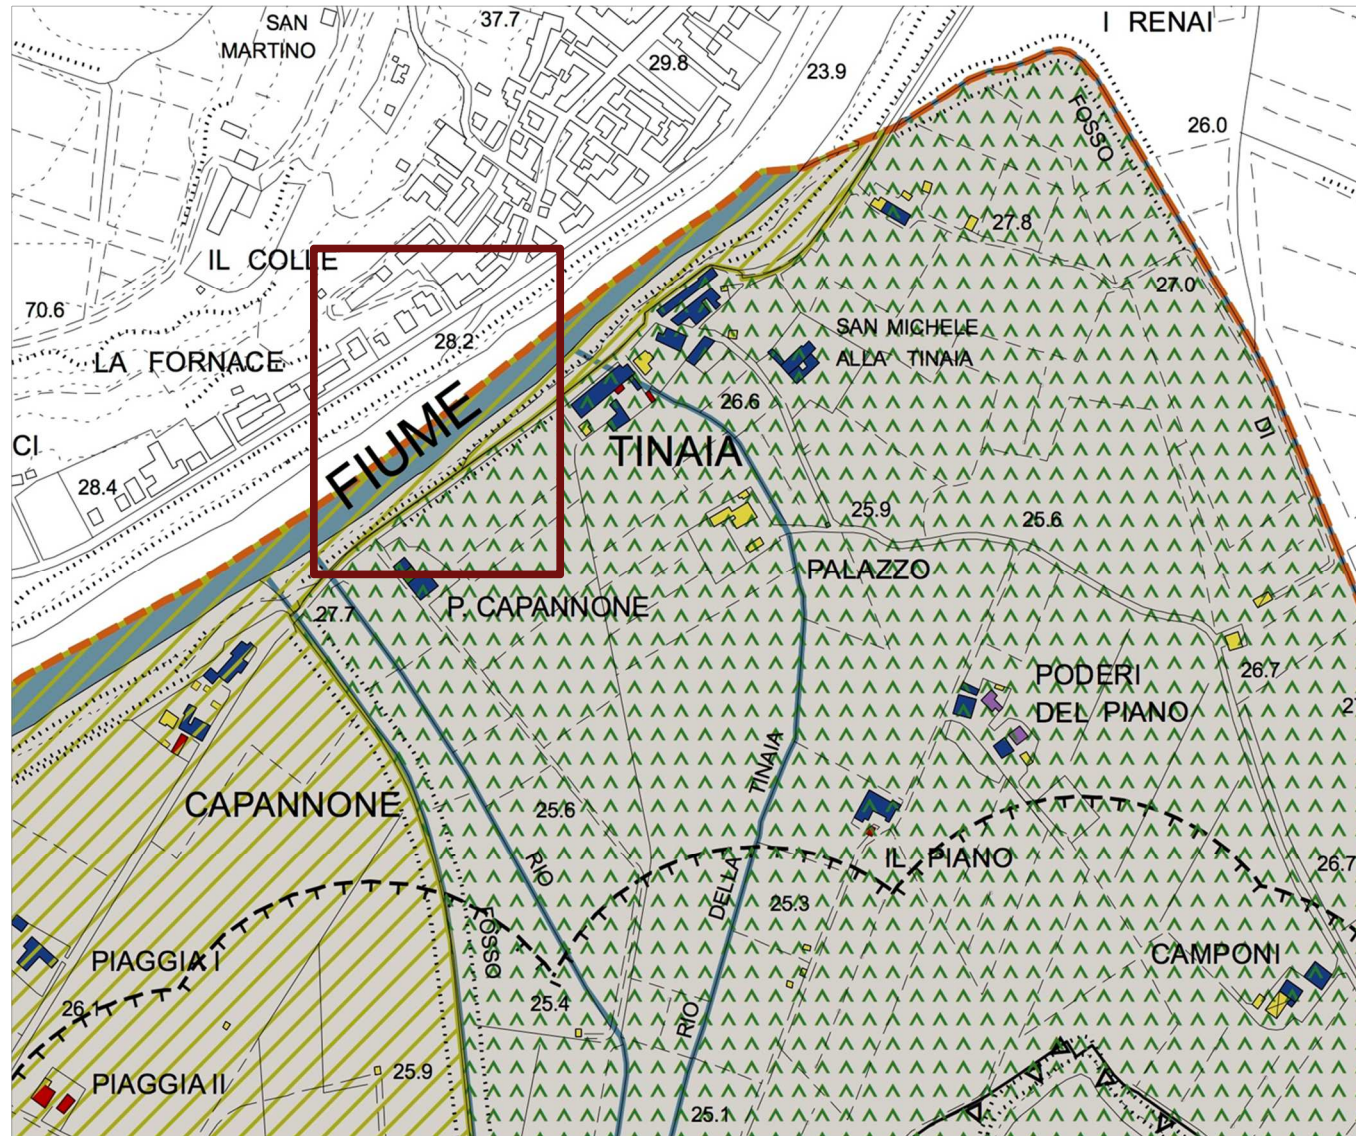 SAN
MARTINO
37.7
29.8
23.9
I RENAI
26.0
FOSSO
27.8
27.0
IL COLLE
70.6
LA FORNACE
28.2
FIUME
SAN MICHELE
ALLA TINAIA
26.6
TINAIA
CI
28.4
DI
25.9
25.6
PALAZZO
P. CAPANNONE
27.7
26.7
PODERI
DEL PIANO
2
CAPANNONE
25.6
TINAIA
RIO
DELLA
IL PIANO
26.7
25.3
FOSSO
PIAGGIA I
CAMPONI
26.1
25.4
RIO
PIAGGIA II
25.9
25.1